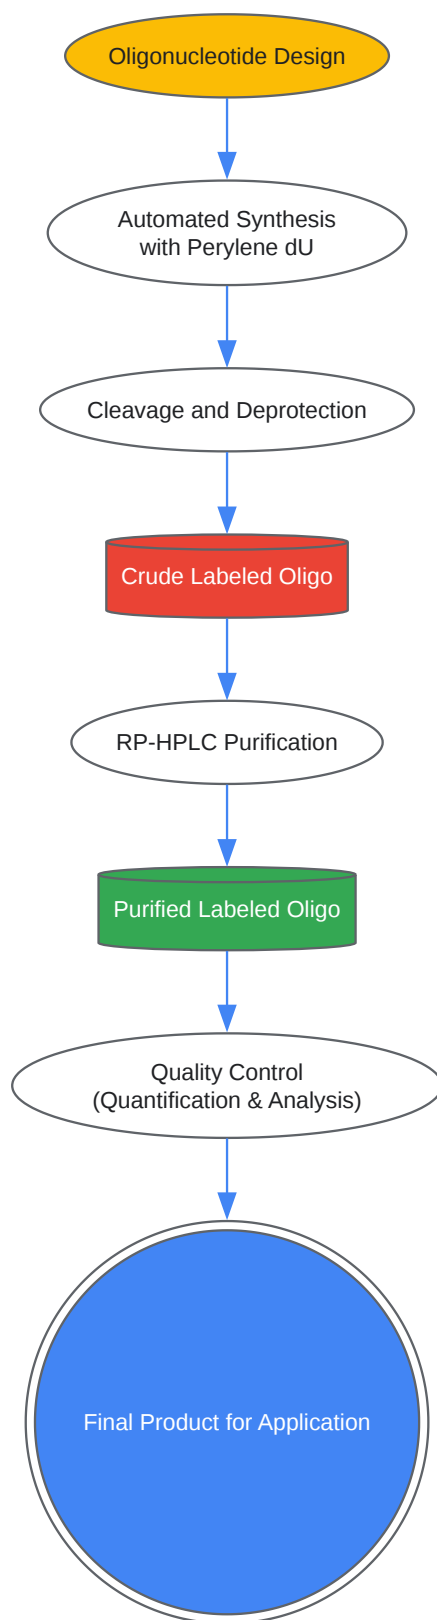 Oligonucleotide Design
Automated Synthesis
with Perylene dU
Cleavage and Deprotection
Crude Labeled Oligo
RP-HPLC Purification
Purified Labeled Oligo
Quality Control
(Quantification & Analysis)
Final Product for Application